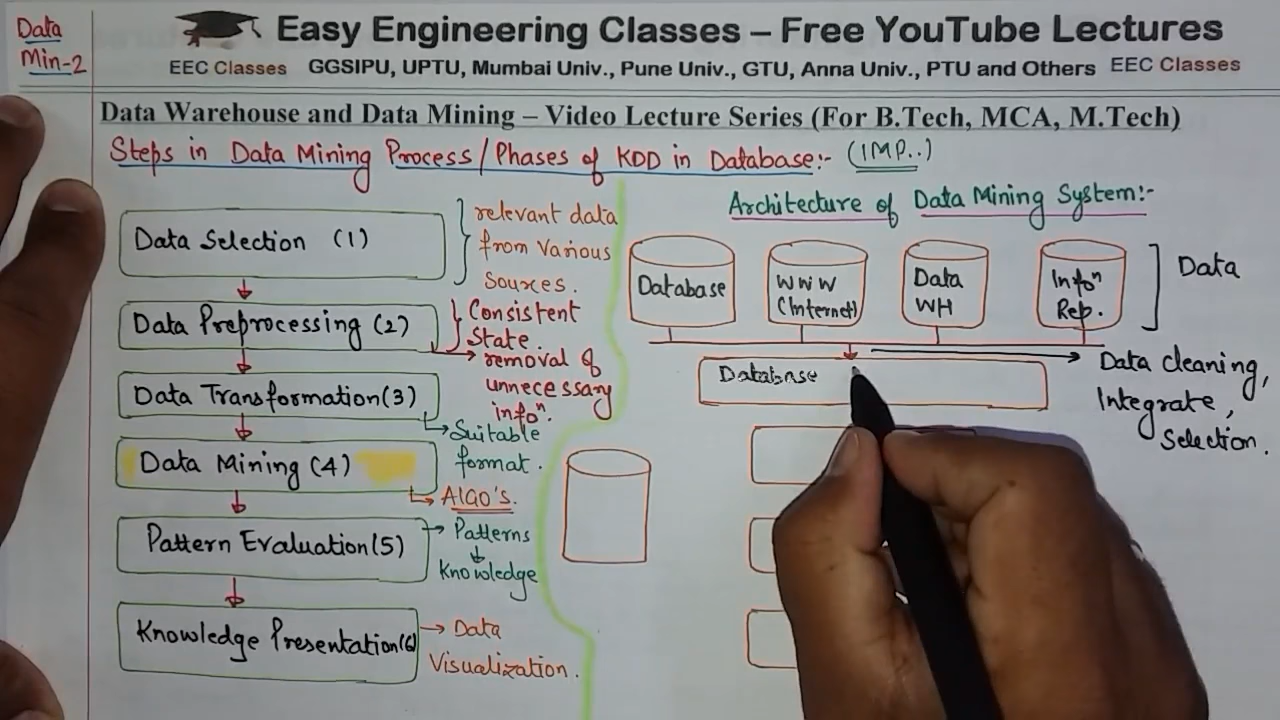 Data
Min-2
Easy Engineering Classes – Free YouTube Lectures
EEC Classes GGSIPU, UPTU, Mumbai Univ., Pune Univ., GTU, Anna Univ., PTU and Others EEC Classes
Data Warehouse and Data Mining – Video Lecture Series (For B.Tech, MCA, M.Tech)
Steps in Data Mining Process/Phases of KDD in Database:- (IMP..)
Data Selection (1)
relevant data
from various
Sources.
Data Preprocessing (2)
Consistent
State.
removal of
unnecessary
infoⁿ.
Data Transformation(3)
Suitable
format.
Data Mining (4)
Algo's.
Pattern Evaluation(5)
Patterns
Knowledge
Knowledge Presentation(6)
Data
Visualization.
Architecture of Data Mining System:-
Database
WWW
(Internet)
Data
WH
Infoⁿ
Rep.
Data
Database
Data cleaning,
Integrate,
Selection.